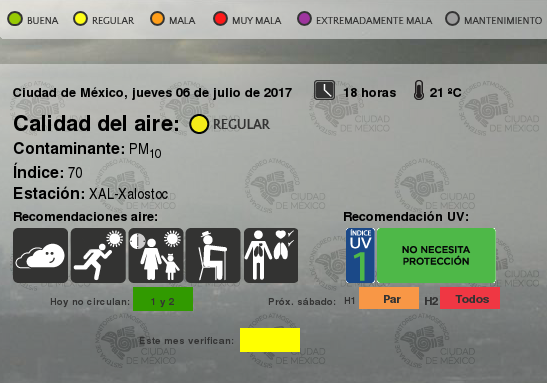 BUENA REGULAR MALA MUY MALA EXTREMADAMENTE MALA MANTENIMIENTO
Ciudad de México, jueves 06 de julio de 2017 18 horas 21 ºC
Calidad del aire: REGULAR
Contaminante: PM10
Índice: 70
Estación: XAL-Xalostoc
Recomendaciones aire: Recomendación UV:
ÍNDICE
UV
1
NO NECESITA
PROTECCIÓN
Hoy no circulan: 1 y 2 Próx. sábado: H1 Par H2 Todos
Este mes verifican:
CIUDAD
DE MÉXICO